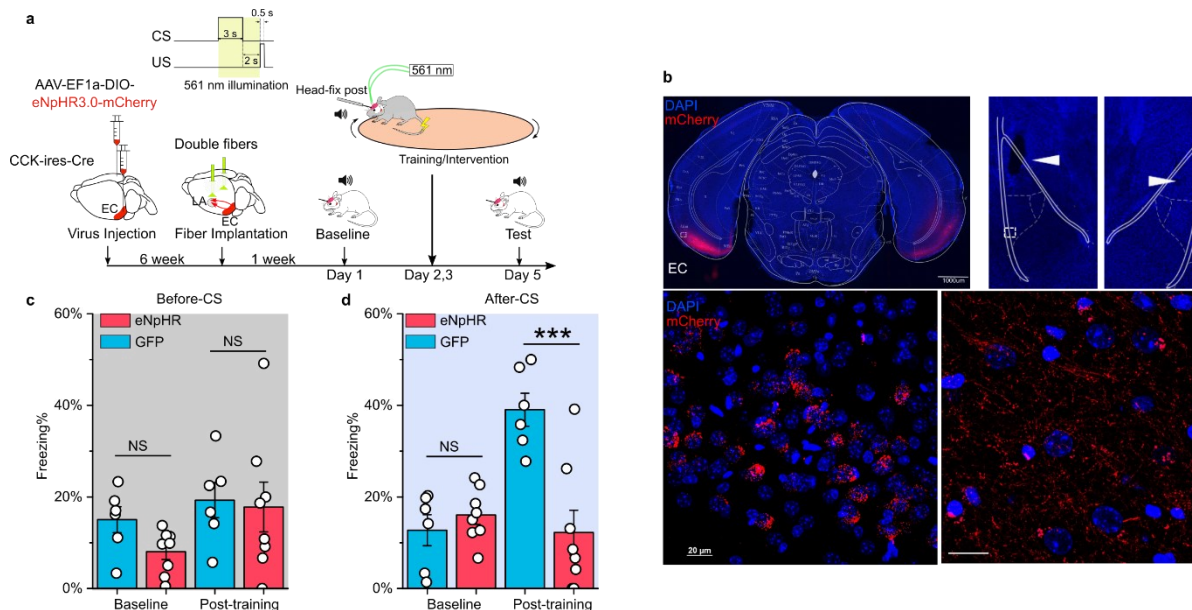 a
0.5 s
CS
3 s
US
2 s
561 nm illumination
AAV-EF1a-DIO-
eNpHR3.0-mCherry
CCK-ires-Cre
EC
Virus Injection
Double fibers
LA
EC
Fiber Implantation
Head-fix post
561 nm
Training/Intervention
Baseline
Test
6 week
1 week
Day 1
Day 2,3
Day 5
b
DAPI
mCherry
EC
1000um
DAPI
mCherry
20 μm
c
Before-CS
60%
eNpHR
GFP
NS
NS
40%
20%
0%
Freezing%
Baseline
Post-training
d
After-CS
60%
eNpHR
GFP
NS
***
40%
20%
0%
Freezing%
Baseline
Post-training